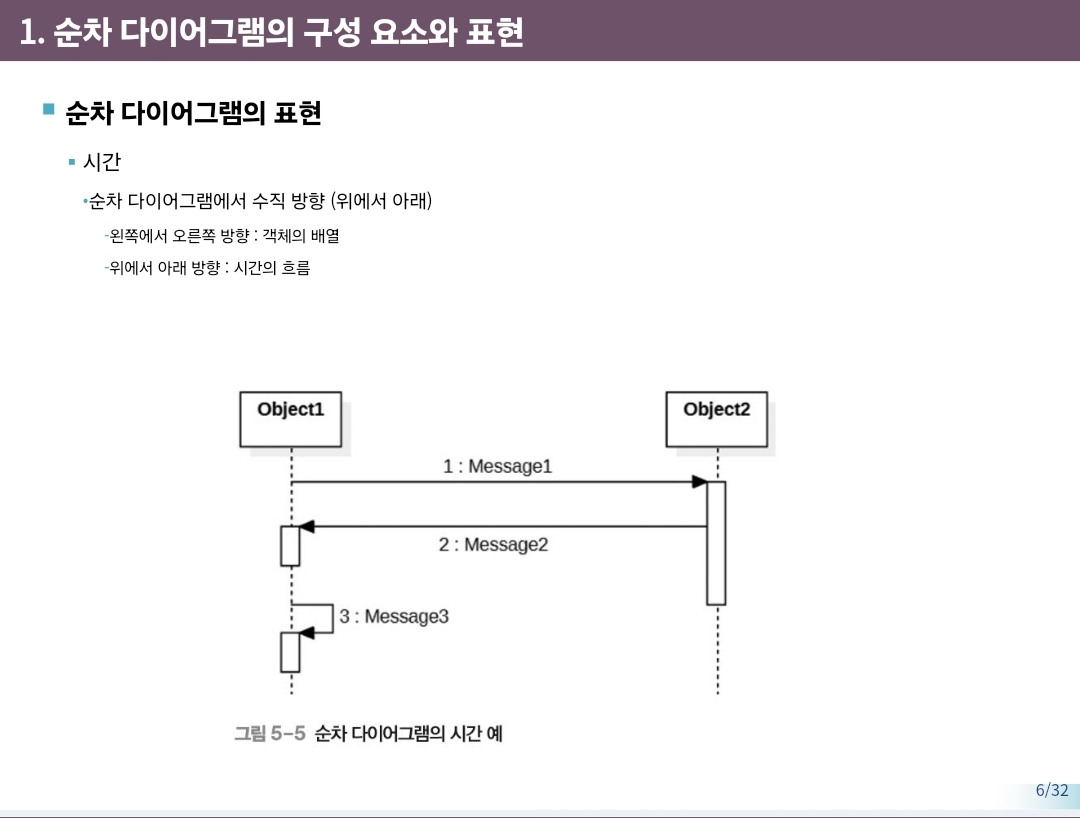 1. 순차 다이어그램의 구성 요소와 표현
순차 다이어그램의 표현
시간
•순차 다이어그램에서 수직 방향 (위에서 아래)
-왼쪽에서 오른쪽 방향 : 객체의 배열
-위에서 아래 방향 : 시간의 흐름
Object1
Object2
1 : Message1
2 : Message2
3 : Message3
그림 5-5 순차 다이어그램의 시간 예
6/32